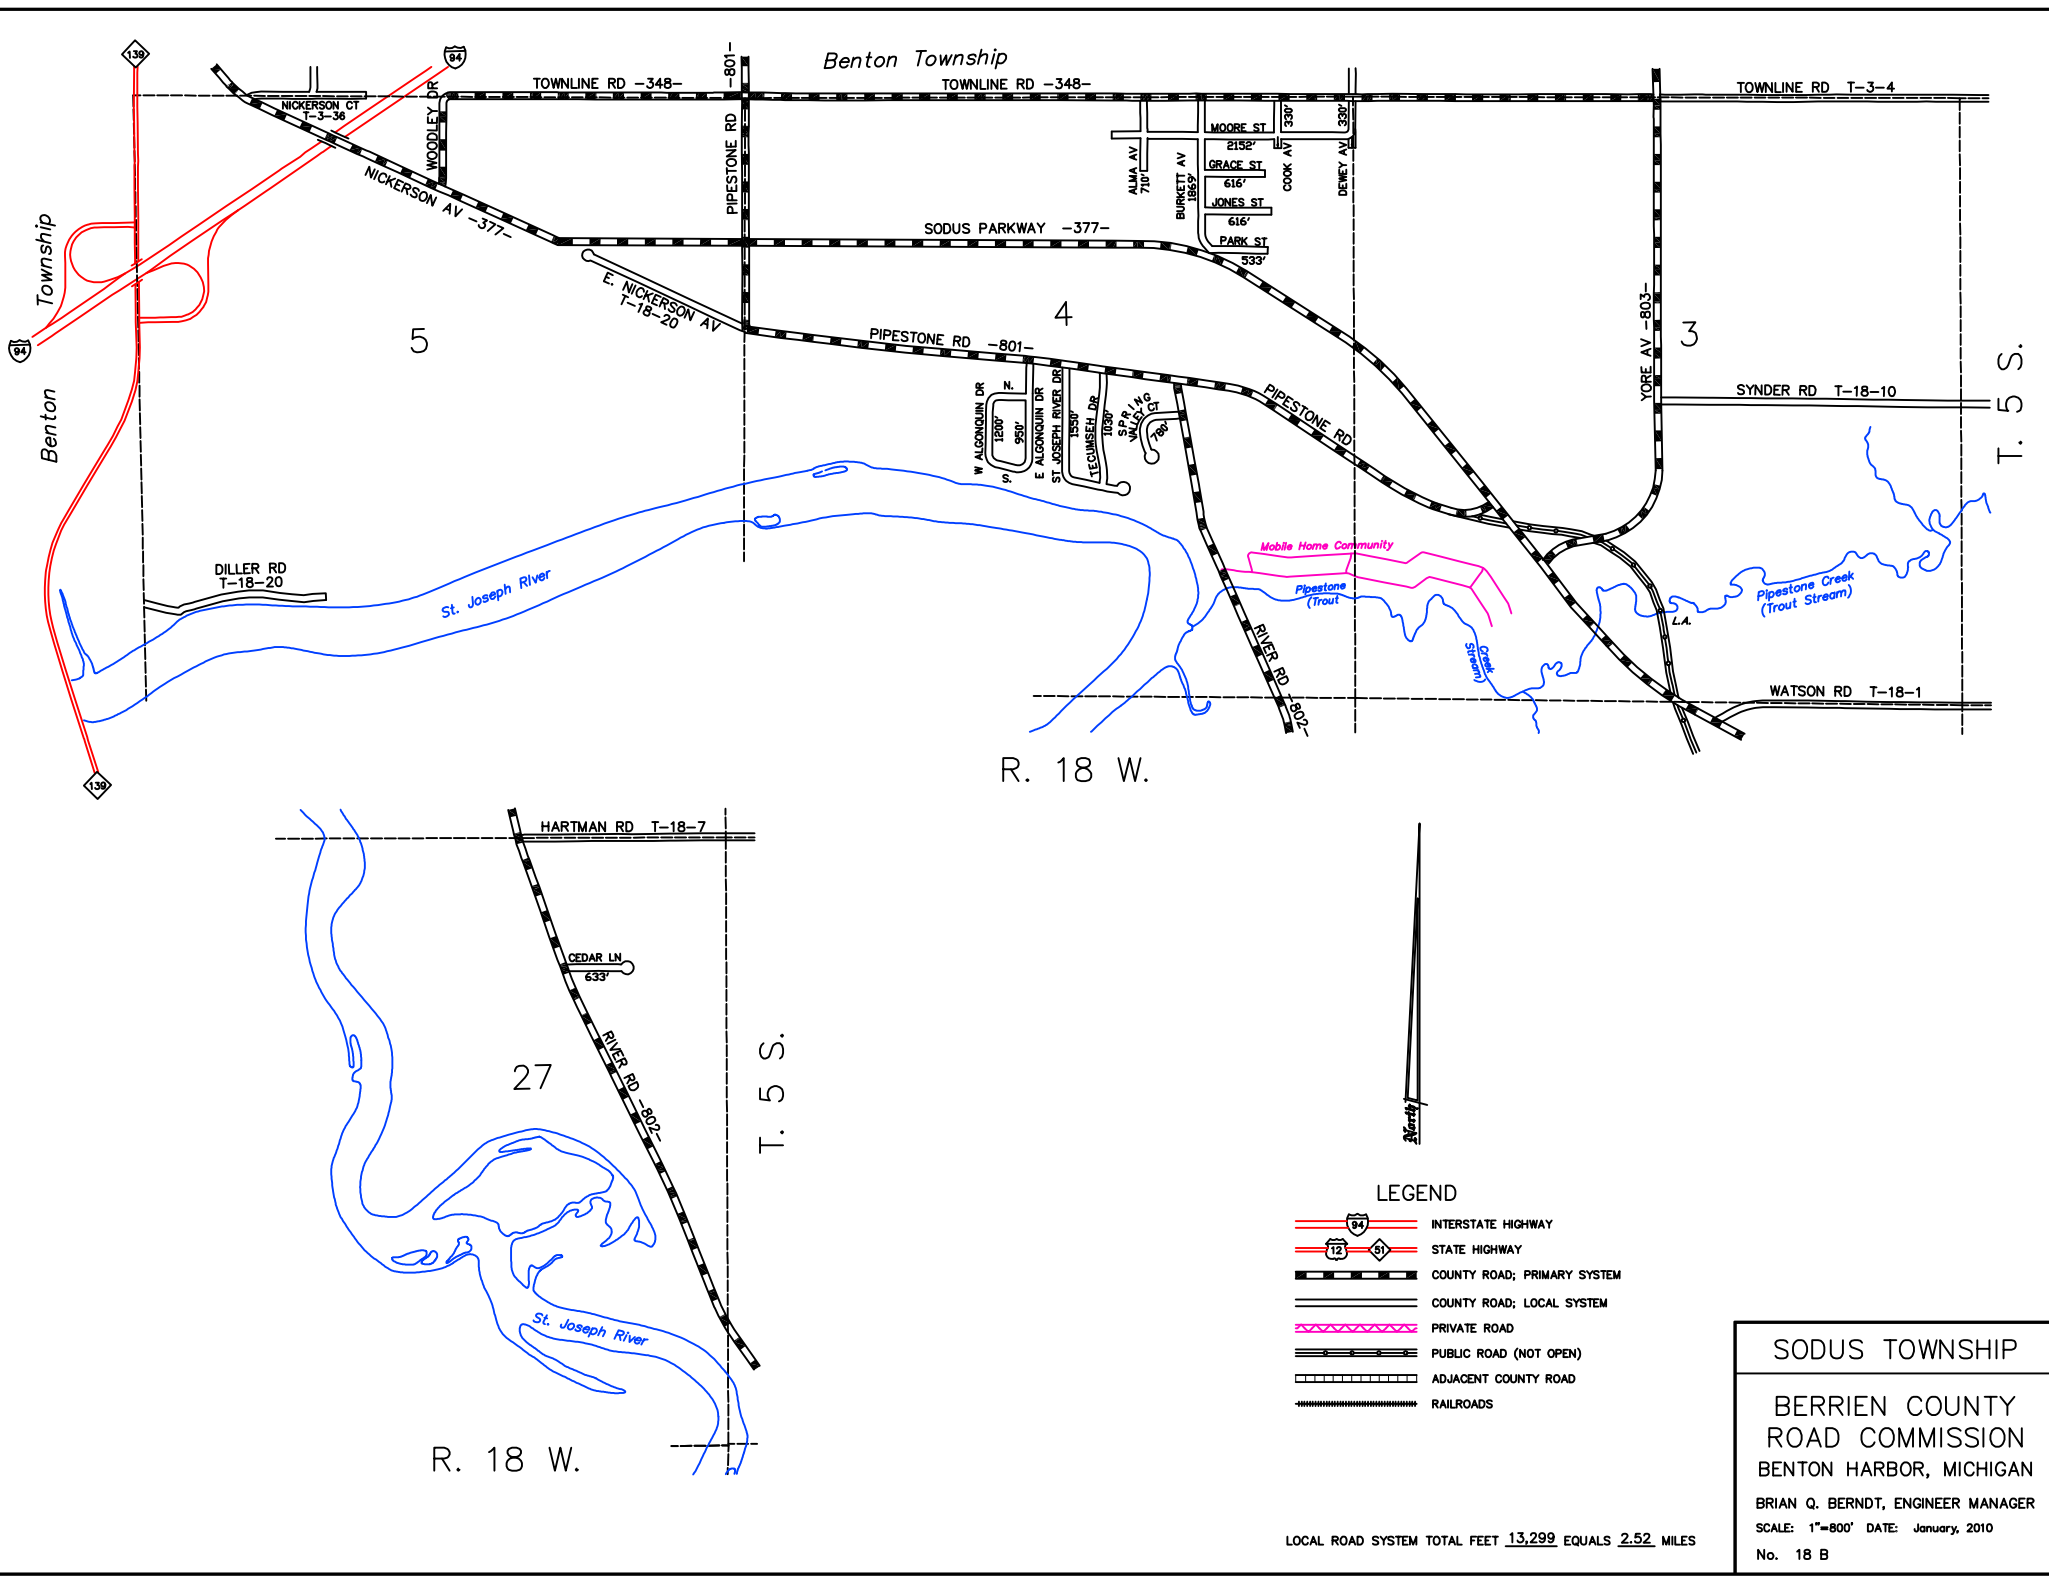 139
94
Benton Township
NICKERSON CT
T-3-36
WOODLEY DR
TOWNLINE RD -348-
-801-
PIPESTONE RD
TOWNLINE RD -348-
TOWNLINE RD T-3-4
NICKERSON AV -377-
MOORE ST
2152'
GRACE ST
616'
JONES ST
616'
PARK ST
533'
ALMA AV
710'
BURKETT AV
1869'
COOK AV
330'
DEWEY AV
330'
SODUS PARKWAY -377-
Benton Township
94
E. NICKERSON AV
T-18-20
5
4
3
PIPESTONE RD -801-
PIPESTONE RD
YORE AV -803-
SYNDER RD T-18-10
T. 5 S.
W ALGONQUIN DR
N.
1200'
950'
S.
E ALGONQUIN DR
ST JOSEPH RIVER DR
1550'
TECUMSEH DR
1030'
SPRING
VALLEY CT
780'
DILLER RD
T-18-20
St. Joseph River
Mobile Home Community
Pipestone
(Trout
Creek
Stream)
Pipestone Creek
(Trout Stream)
L.A.
RIVER RD -802-
WATSON RD T-18-1
139
R. 18 W.
HARTMAN RD T-18-7
CEDAR LN
633'
RIVER RD -802-
27
T. 5 S.
St. Joseph River
R. 18 W.
North
LEGEND
94 INTERSTATE HIGHWAY
12 51 STATE HIGHWAY
COUNTY ROAD; PRIMARY SYSTEM
COUNTY ROAD; LOCAL SYSTEM
PRIVATE ROAD
PUBLIC ROAD (NOT OPEN)
ADJACENT COUNTY ROAD
RAILROADS
LOCAL ROAD SYSTEM TOTAL FEET 13,299 EQUALS 2.52 MILES
SODUS TOWNSHIP
BERRIEN COUNTY
ROAD COMMISSION
BENTON HARBOR, MICHIGAN
BRIAN Q. BERNDT, ENGINEER MANAGER
SCALE: 1"=800' DATE: January, 2010
No. 18 B